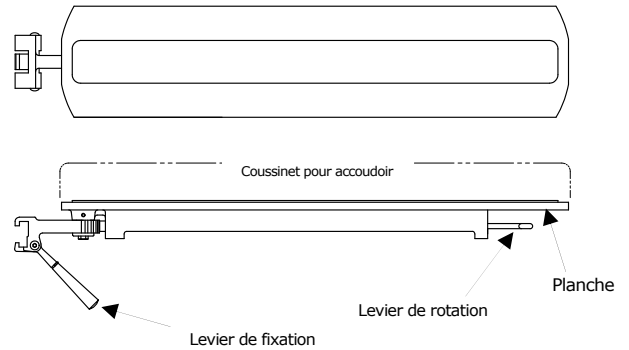 Coussinet pour accoudoir
Planche
Levier de rotation
Levier de fixation